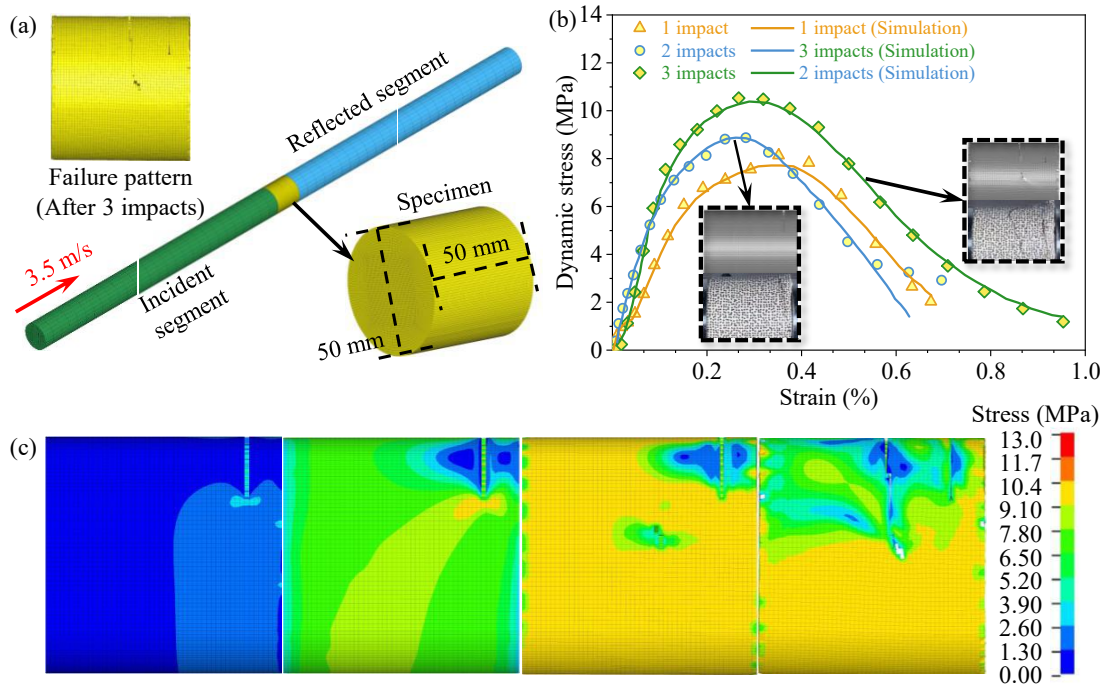 (a)
Failure pattern
(After 3 impacts)
Reflected segment
3.5 m/s
Incident
segment
Specimen
50 mm
50 mm
(b)
Dynamic stress (MPa)
14
12
10
8
6
4
2
0
1 impact
1 impact (Simulation)
2 impacts
3 impacts (Simulation)
3 impacts
2 impacts (Simulation)
0.2
0.4
0.6
0.8
1.0
Strain (%)
(c)
Stress (MPa)
13.0
11.7
10.4
9.10
7.80
6.50
5.20
3.90
2.60
1.30
0.00